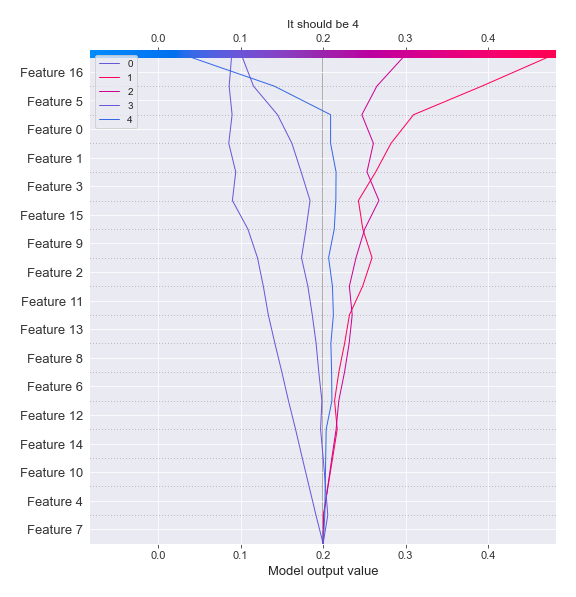 It should be 4
0.0 0.1 0.2 0.3 0.4
0
1
2
3
4
Feature 16
Feature 5
Feature 0
Feature 1
Feature 3
Feature 15
Feature 9
Feature 2
Feature 11
Feature 13
Feature 8
Feature 6
Feature 12
Feature 14
Feature 10
Feature 4
Feature 7
0.0 0.1 0.2 0.3 0.4
Model output value